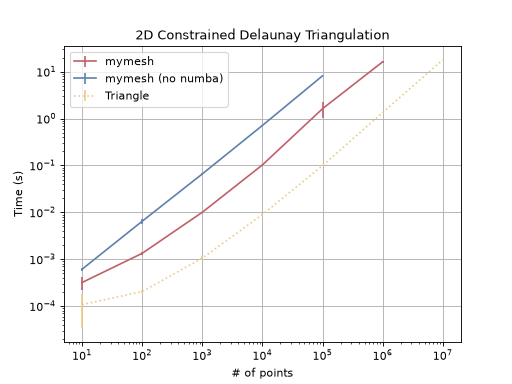 2D Constrained Delaunay Triangulation
mymesh
mymesh (no numba)
Triangle
Time (s)
10¹
10⁰
10⁻¹
10⁻²
10⁻³
10⁻⁴
10¹ 10² 10³ 10⁴ 10⁵ 10⁶ 10⁷
# of points